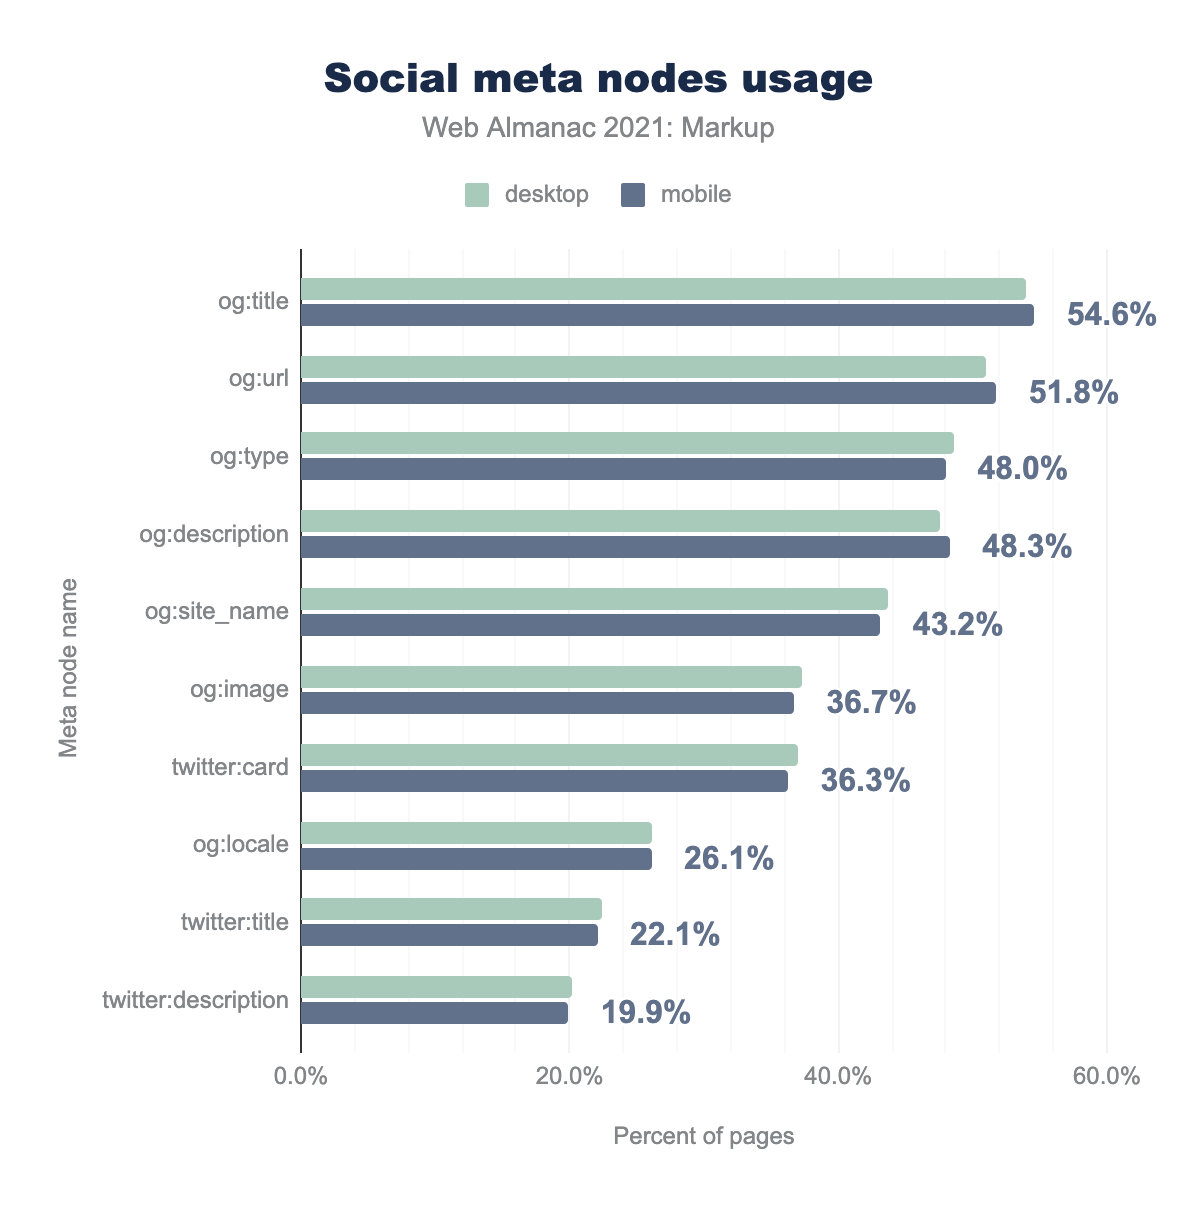 Social meta nodes usage
Web Almanac 2021: Markup
desktop
mobile
Meta node name
og:title
54.6%
og:url
51.8%
og:type
48.0%
og:description
48.3%
og:site_name
43.2%
og:image
36.7%
twitter:card
36.3%
og:locale
26.1%
twitter:title
22.1%
twitter:description
19.9%
0.0%
20.0%
40.0%
60.0%
Percent of pages